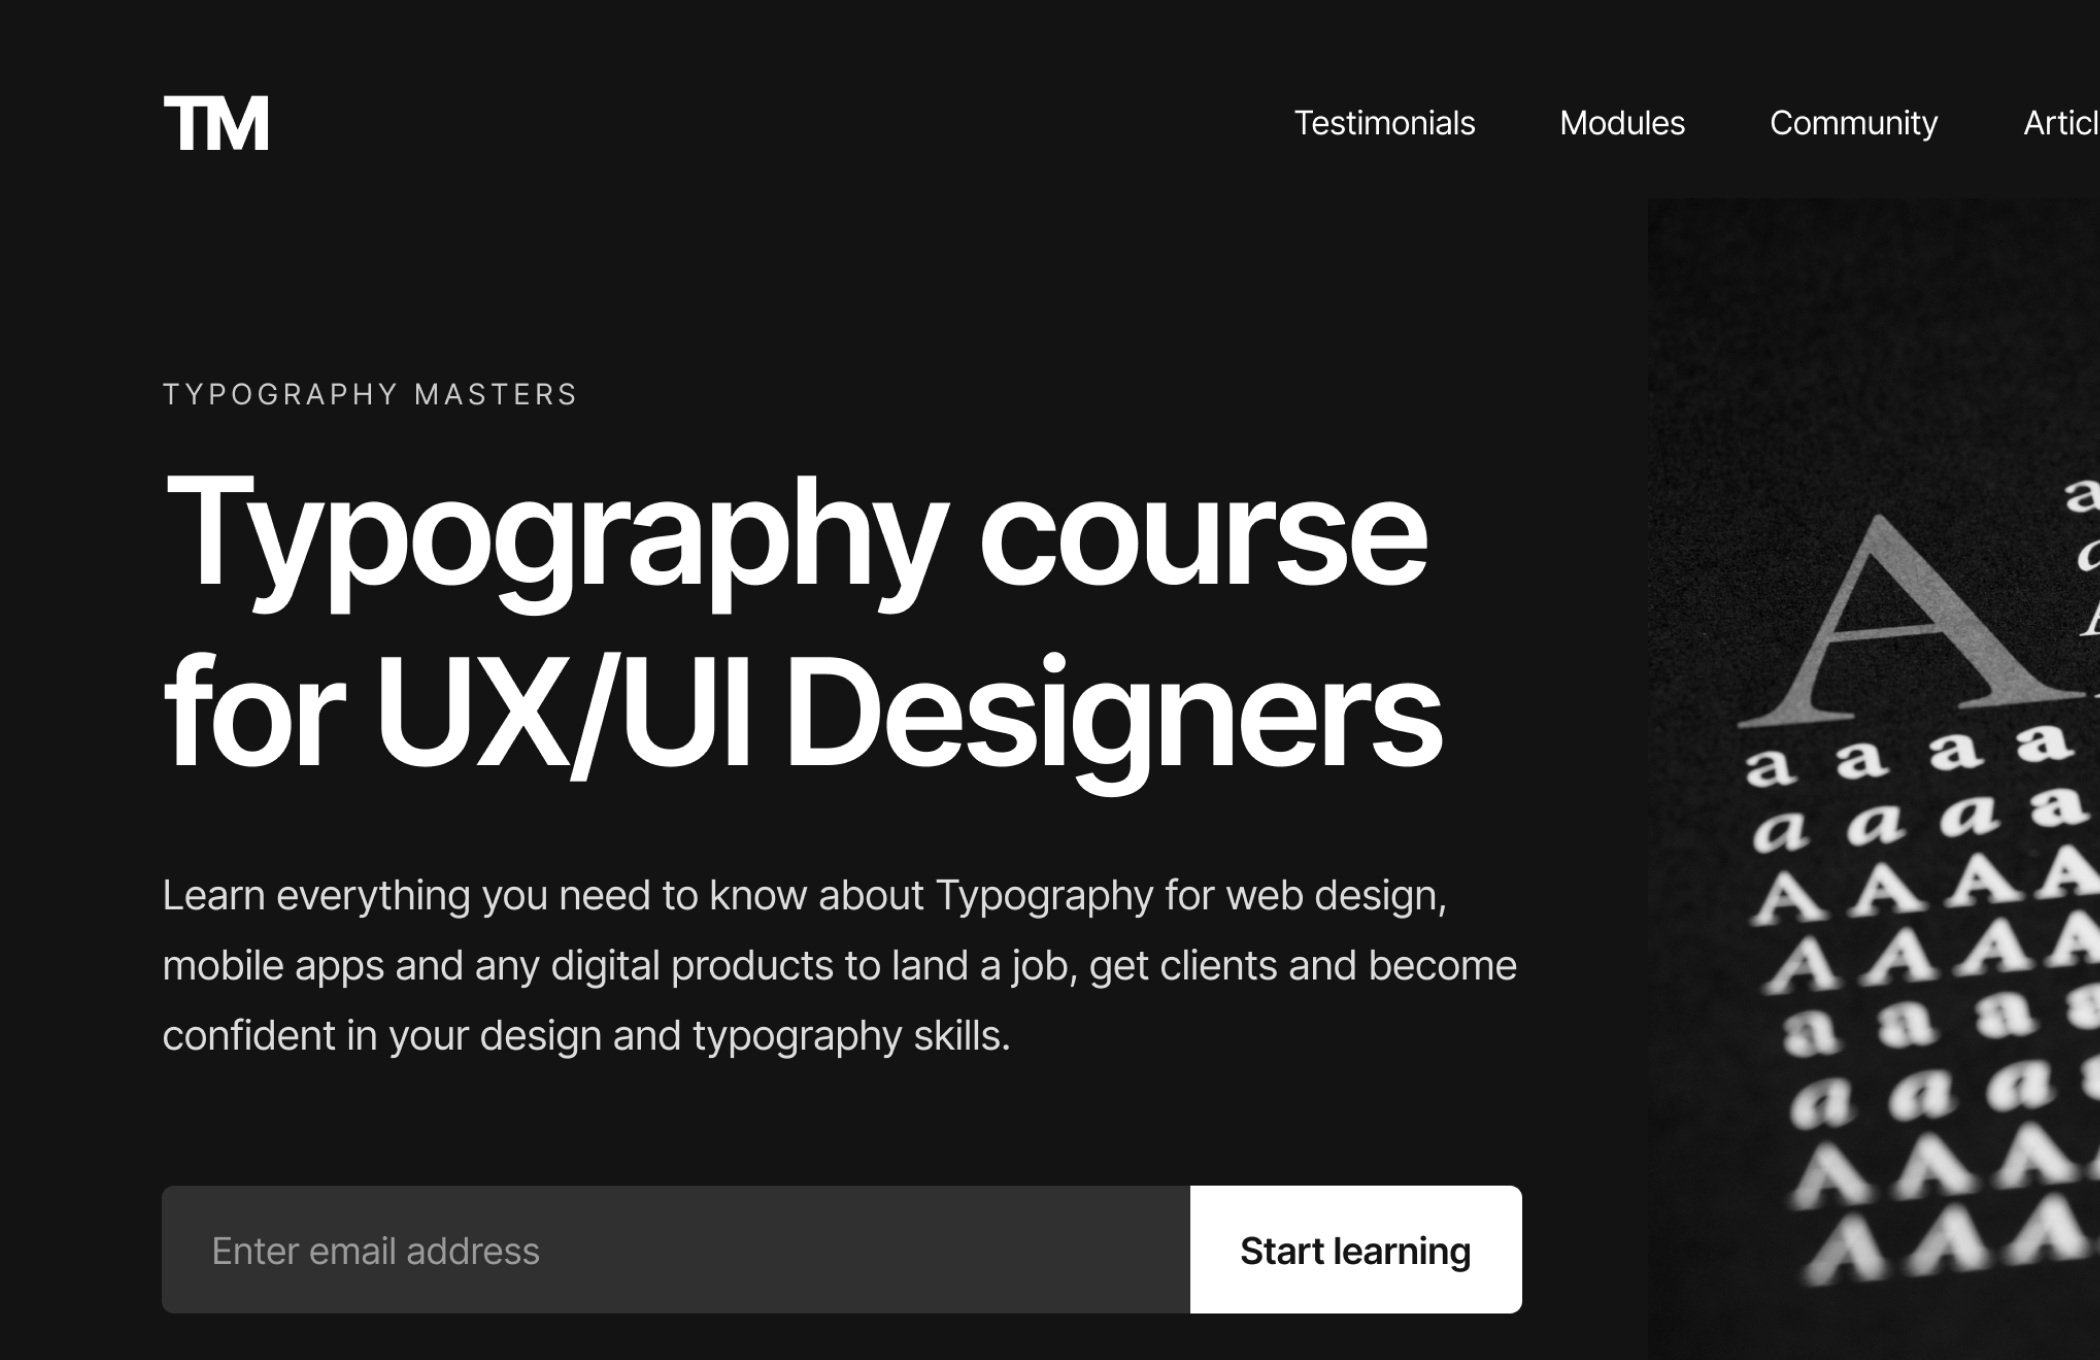 TM
Testimonials
Modules
Community
TYPOGRAPHY MASTERS
Typography course
for UX/UI Designers
Learn everything you need to know about Typography for web design,
mobile apps and any digital products to land a job, get clients and become
confident in your design and typography skills.
Enter email address
Start learning
A
a a a a
a a a a
A A A A
A A A A
a a a a
a a a
A A A
A A A